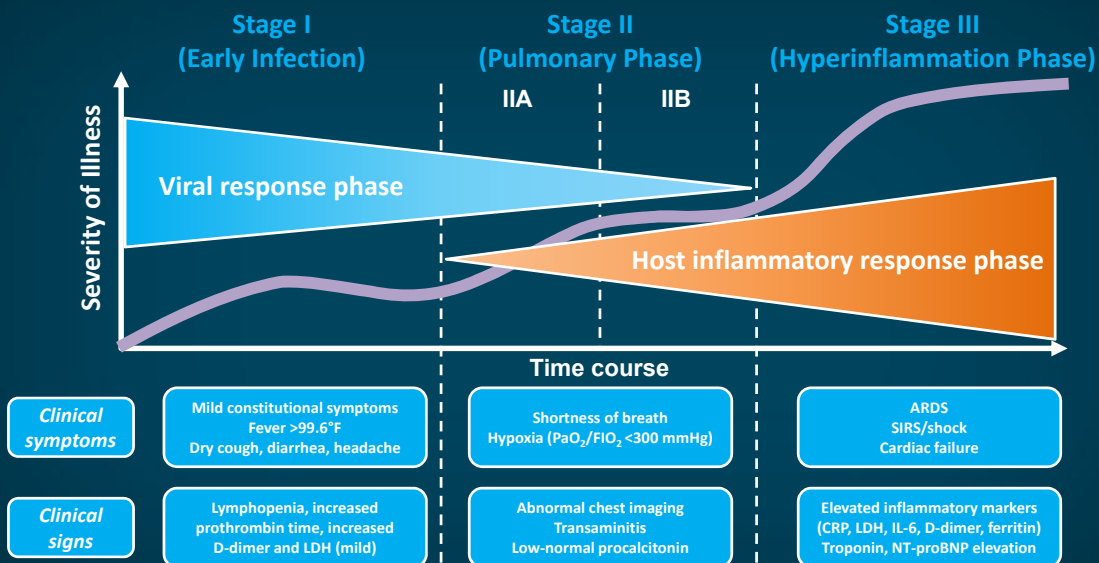 Stage I
(Early Infection)
Stage II
(Pulmonary Phase)
Stage III
(Hyperinflammation Phase)
IIA
IIB
Severity of Illness
Viral response phase
Host inflammatory response phase
Time course
Clinical
symptoms
Mild constitutional symptoms
Fever >99.6°F
Dry cough, diarrhea, headache
Shortness of breath
Hypoxia (PaO₂/FIO₂ <300 mmHg)
ARDS
SIRS/shock
Cardiac failure
Clinical
signs
Lymphopenia, increased
prothrombin time, increased
D-dimer and LDH (mild)
Abnormal chest imaging
Transaminitis
Low-normal procalcitonin
Elevated inflammatory markers
(CRP, LDH, IL-6, D-dimer, ferritin)
Troponin, NT-proBNP elevation